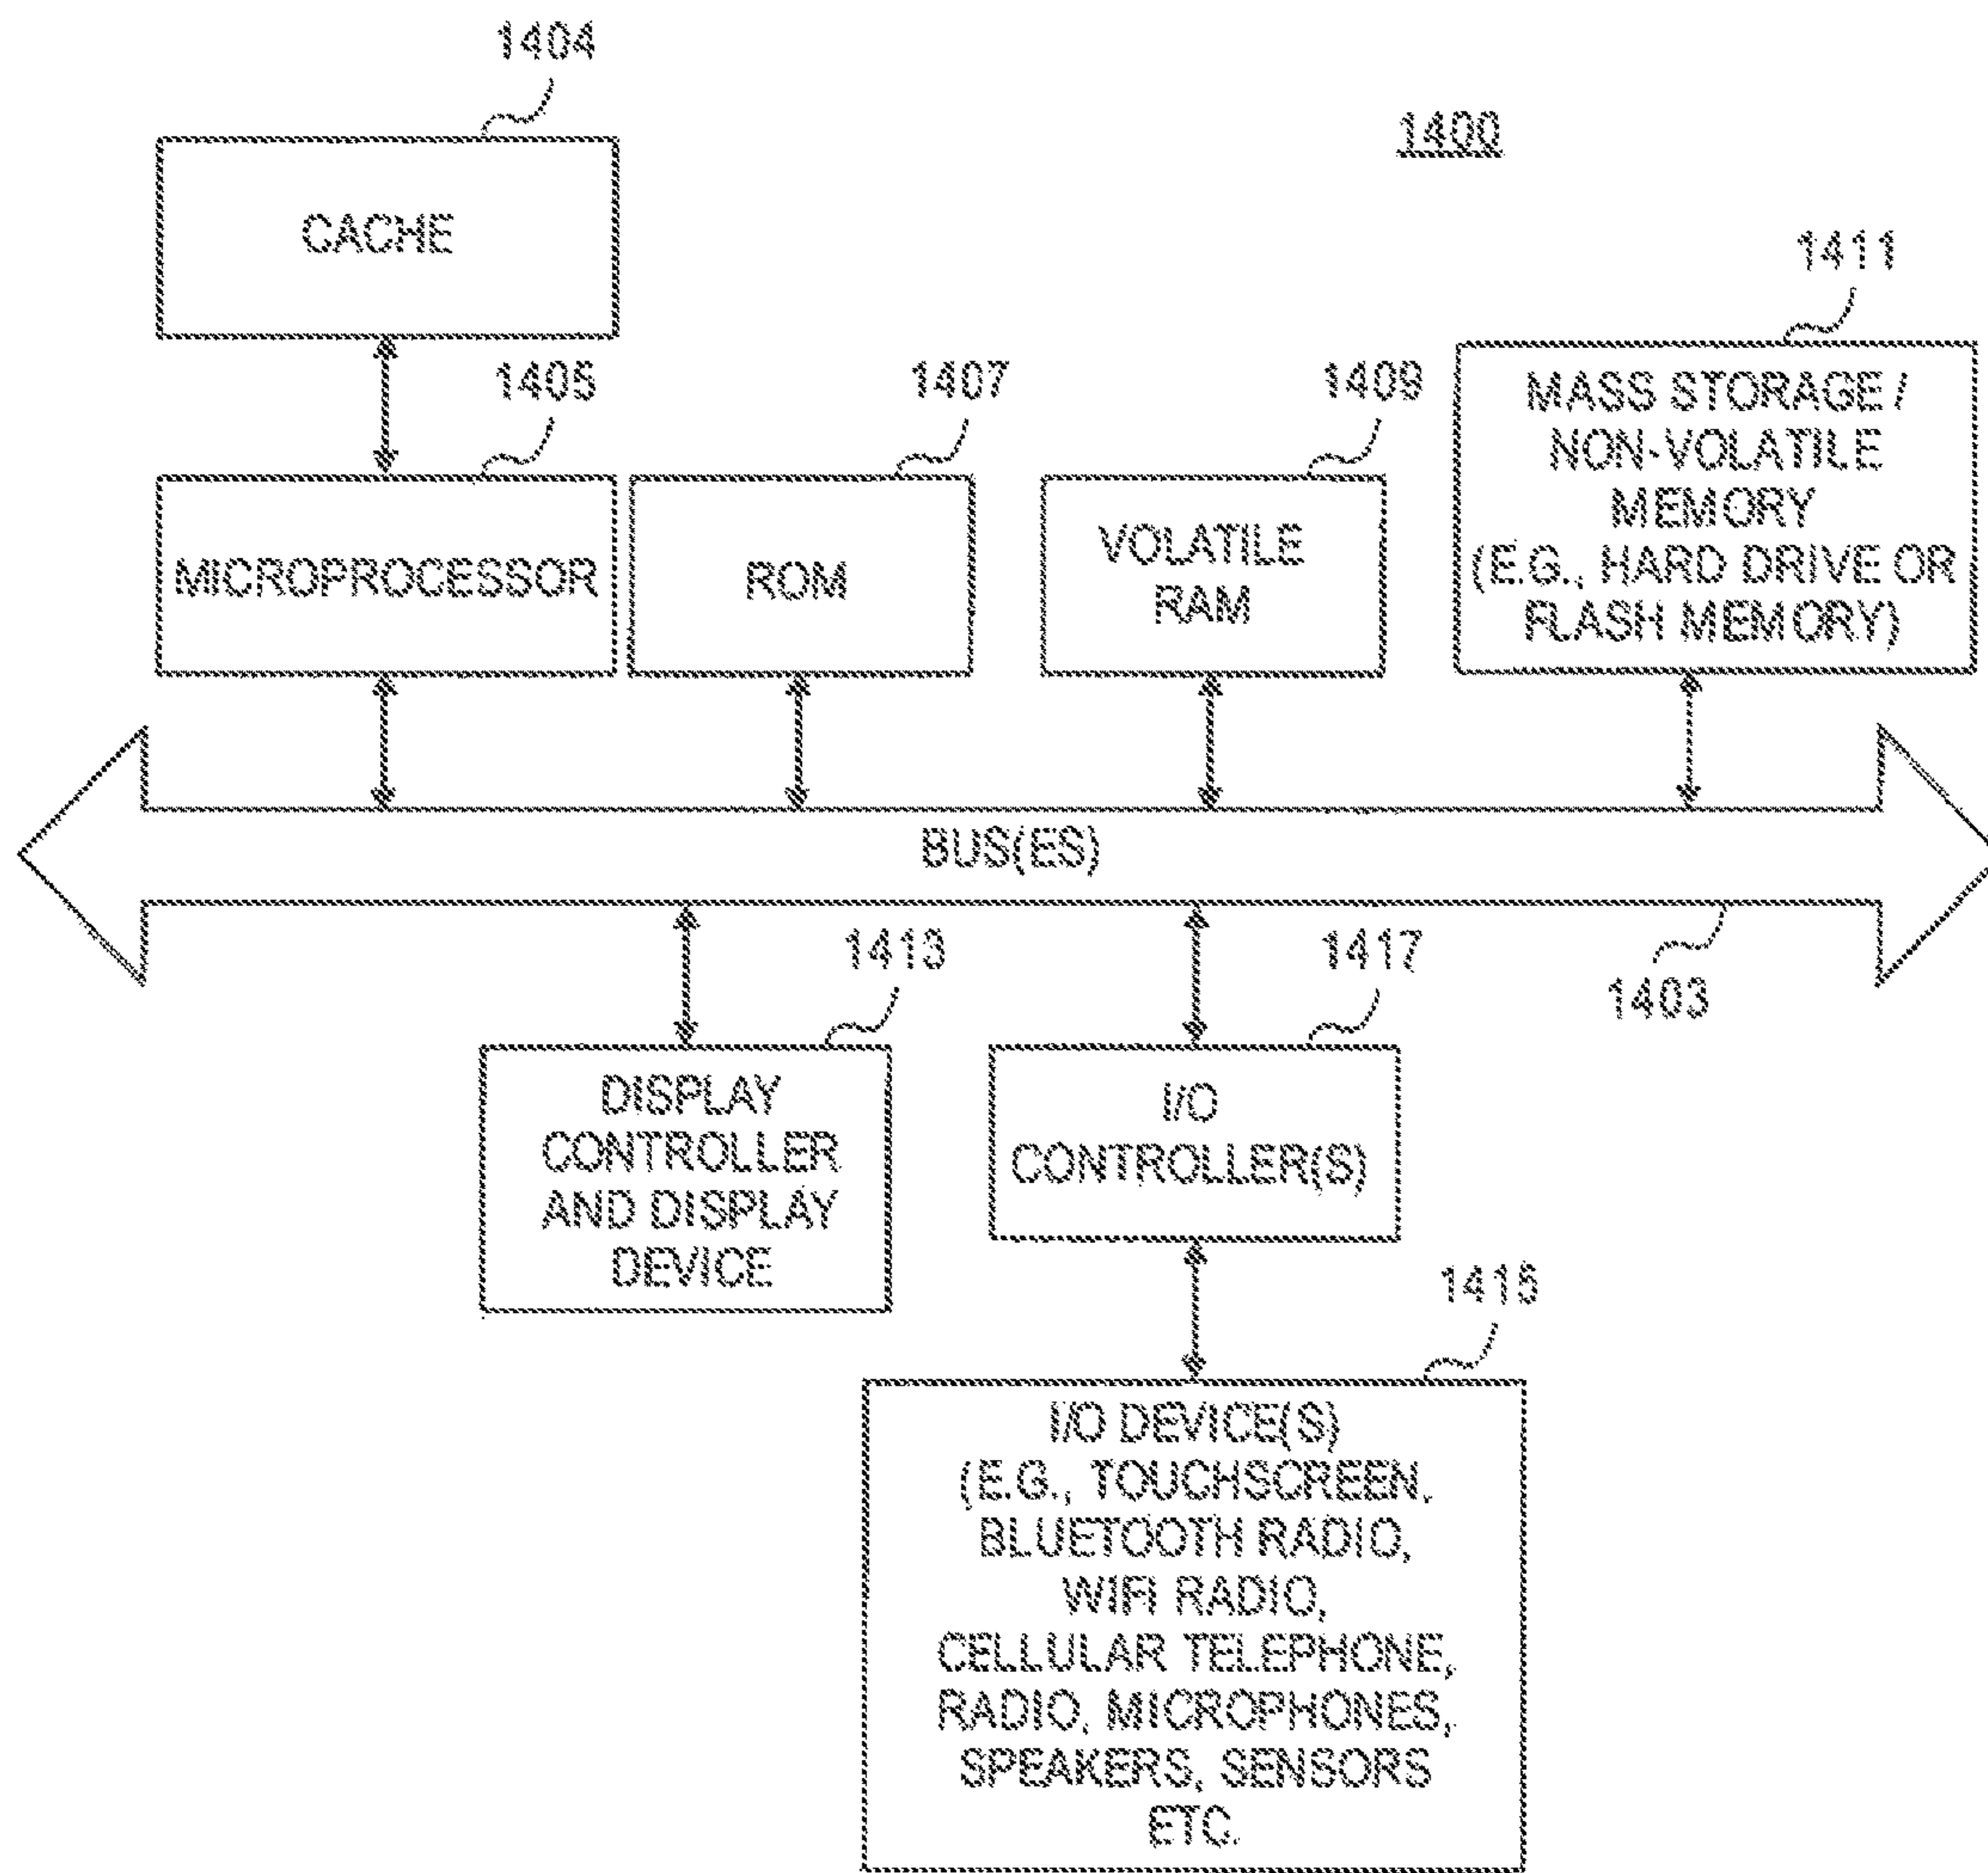 1404
1400
CACHE
1411
1405
1407
1409
MASS STORAGE /
NON-VOLATILE
MEMORY
(E.G., HARD DRIVE OR
FLASH MEMORY)
MICROPROCESSOR
ROM
VOLATILE
RAM
BUS(ES)
1413
1417
1403
DISPLAY
CONTROLLER
AND DISPLAY
DEVICE
I/O
CONTROLLER(S)
1415
I/O DEVICE(S)
(E.G., TOUCHSCREEN,
BLUETOOTH RADIO,
WIFI RADIO,
CELLULAR TELEPHONE,
RADIO, MICROPHONES,
SPEAKERS, SENSORS
ETC.